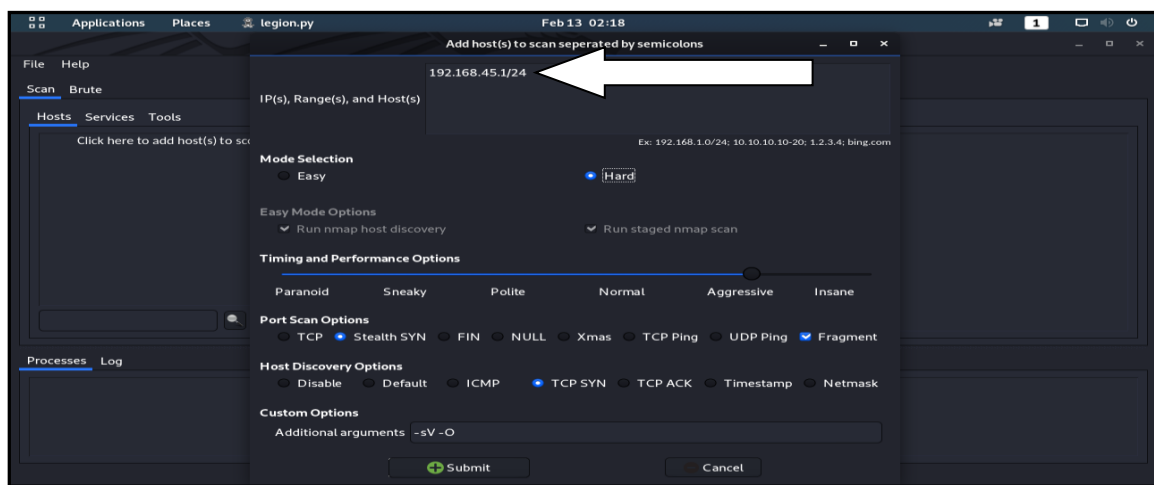 Applications Places legion.py Feb 13 02:18 1
Add host(s) to scan seperated by semicolons
File Help
Scan Brute
Hosts Services Tools
Click here to add host(s) to sco
192.168.45.1/24
IP(s), Range(s), and Host(s)
Ex: 192.168.1.0/24; 10.10.10.10-20; 1.2.3.4; bing.com
Mode Selection
Easy Hard
Easy Mode Options
Run nmap host discovery Run staged nmap scan
Timing and Performance Options
Paranoid Sneaky Polite Normal Aggressive Insane
Port Scan Options
TCP Stealth SYN FIN NULL Xmas TCP Ping UDP Ping Fragment
Processes Log
Host Discovery Options
Disable Default ICMP TCP SYN TCP ACK Timestamp Netmask
Custom Options
Additional arguments -sV -O
Submit Cancel